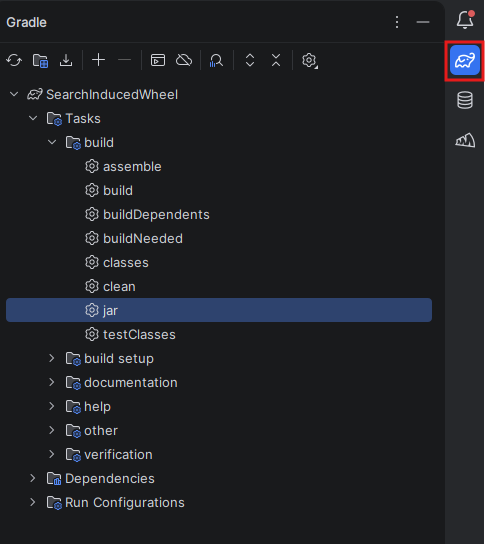 Gradle
SearchInducedWheel
Tasks
build
assemble
build
buildDependents
buildNeeded
classes
clean
jar
testClasses
build setup
documentation
help
other
verification
Dependencies
Run Configurations